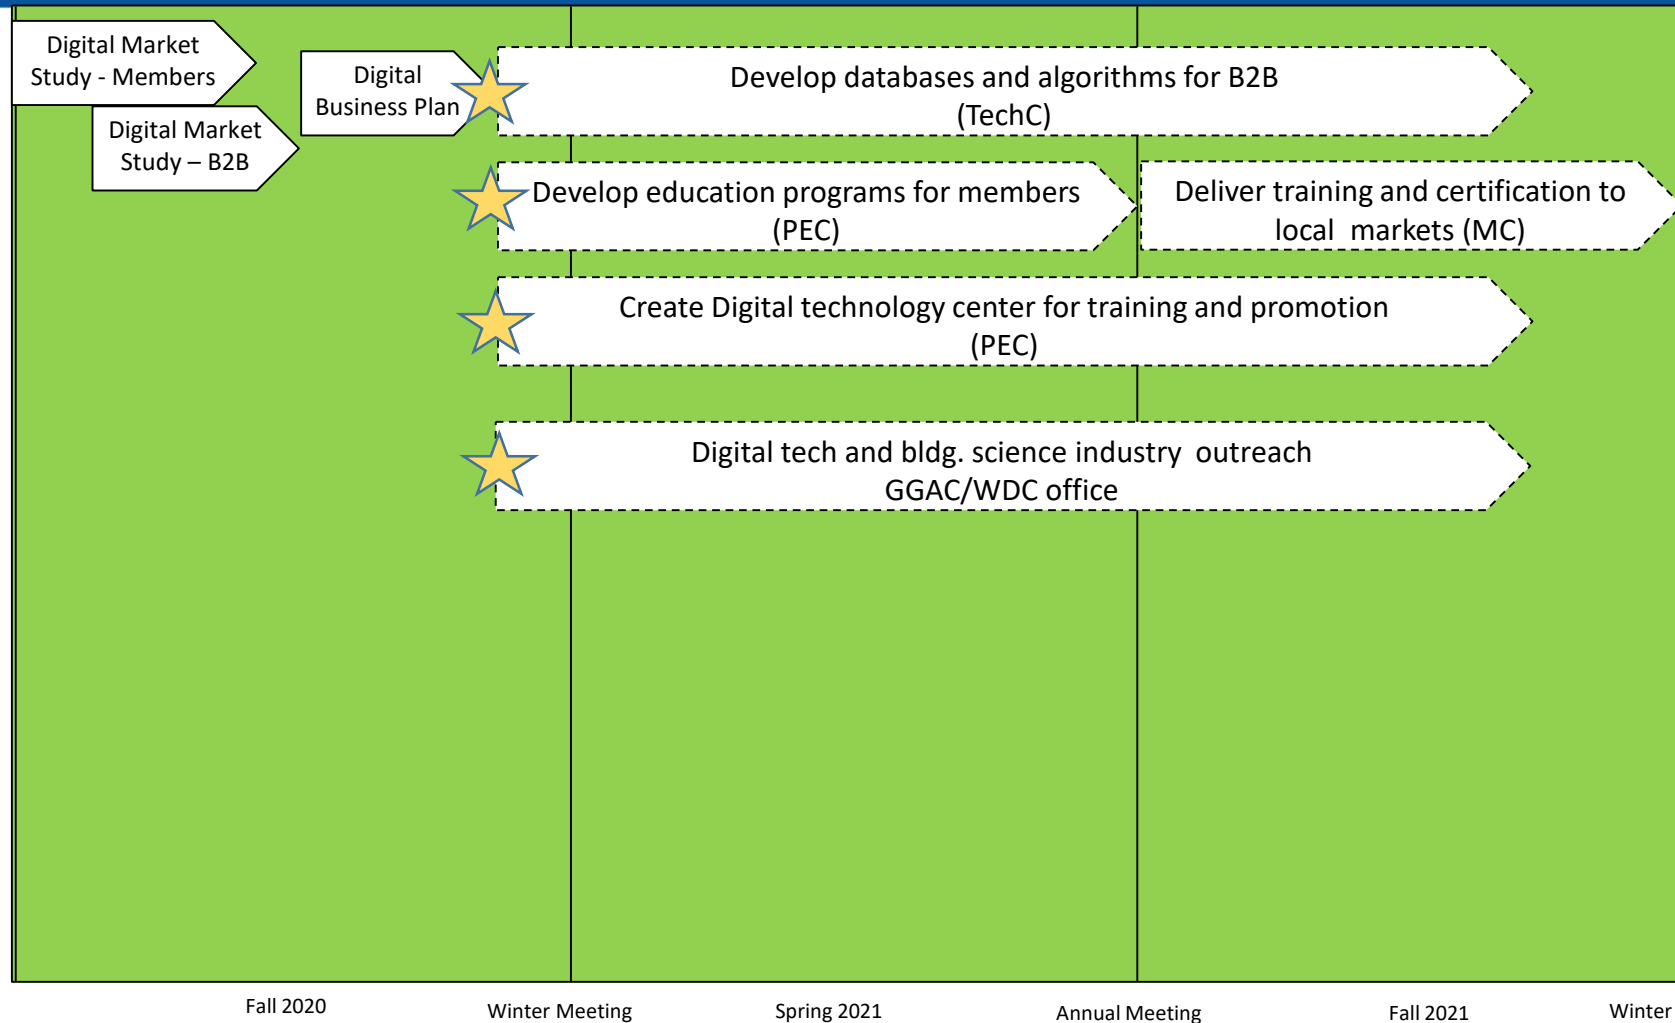 Digital Market
Study - Members
Digital Market
Study – B2B
Digital
Business Plan
Develop databases and algorithms for B2B
(TechC)
Develop education programs for members
(PEC)
Deliver training and certification to
local  markets (MC)
Create Digital technology center for training and promotion
(PEC)
Digital tech and bldg. science industry  outreach
GGAC/WDC office
Fall 2020
Winter Meeting
Spring 2021
Annual Meeting
Fall 2021
Winter